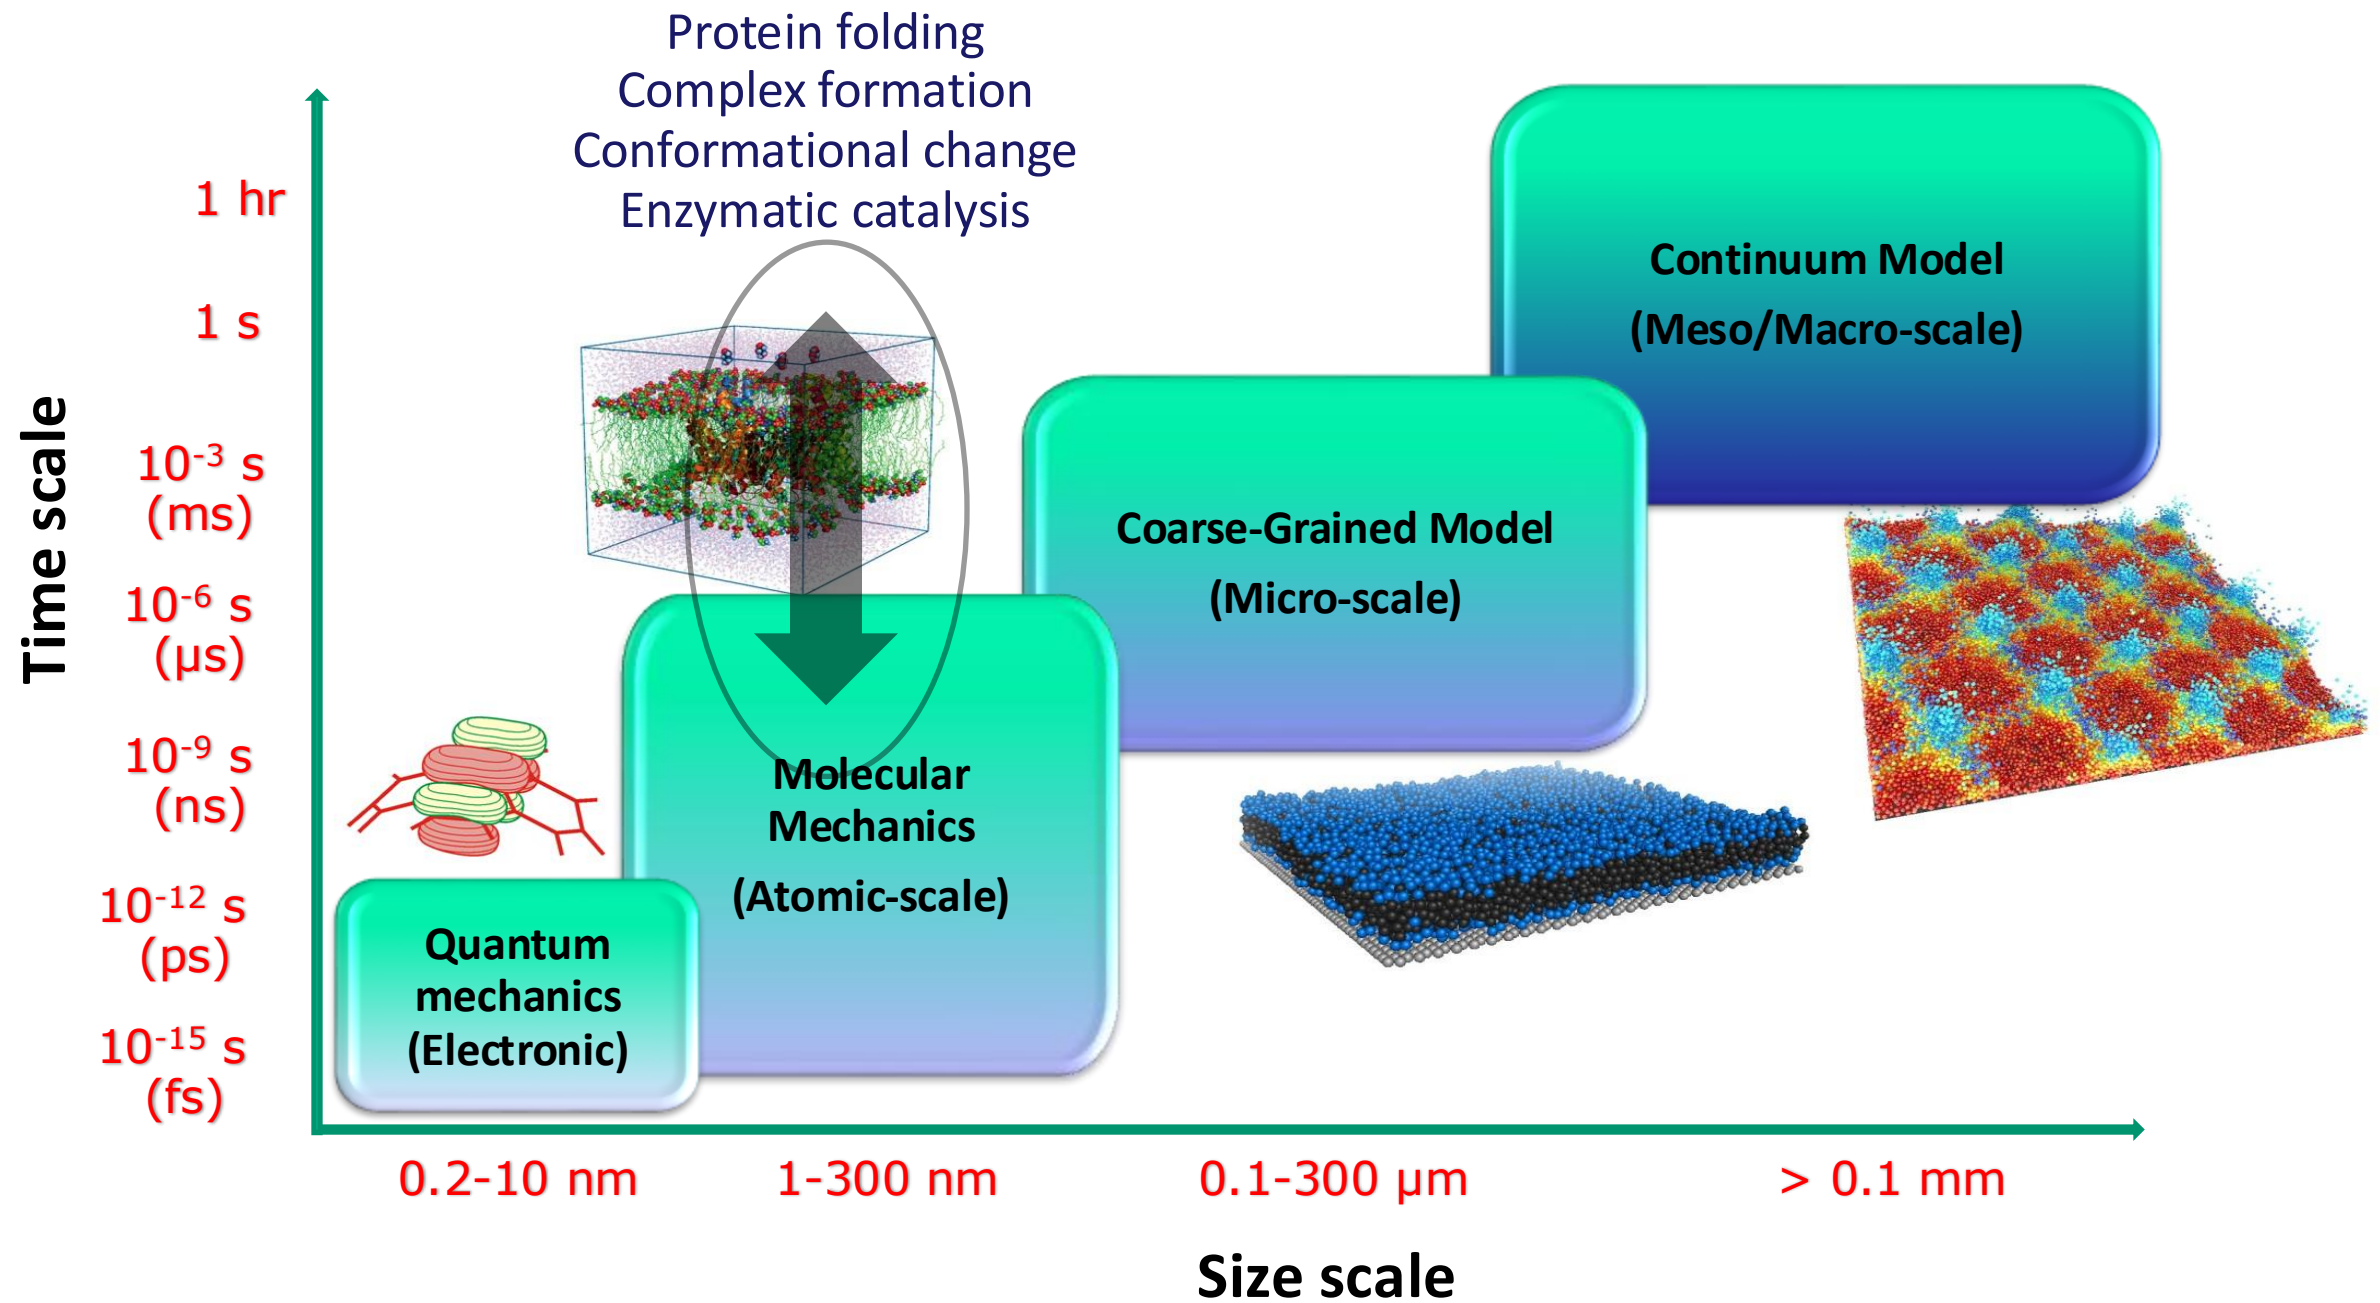 Protein folding
Complex formation
Conformational change
Enzymatic catalysis
Time scale
1 hr
1 s
10⁻³ s
(ms)
10⁻⁶ s
(µs)
10⁻⁹ s
(ns)
10⁻¹² s
(ps)
10⁻¹⁵ s
(fs)
Continuum Model
(Meso/Macro-scale)
Coarse-Grained Model
(Micro-scale)
Molecular
Mechanics
(Atomic-scale)
Quantum
mechanics
(Electronic)
0.2-10 nm
1-300 nm
0.1-300 µm
> 0.1 mm
Size scale